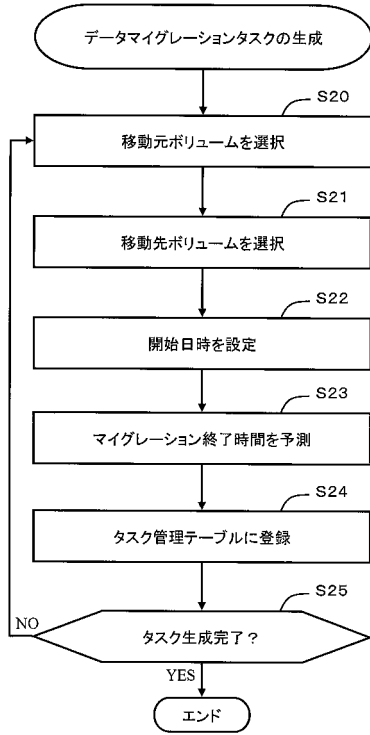 データマイグレーションタスクの生成
S20
移動元ボリュームを選択
S21
移動先ボリュームを選択
S22
開始日時を設定
S23
マイグレーション終了時間を予測
S24
タスク管理テーブルに登録
S25
タスク生成完了？
NO
YES
エンド